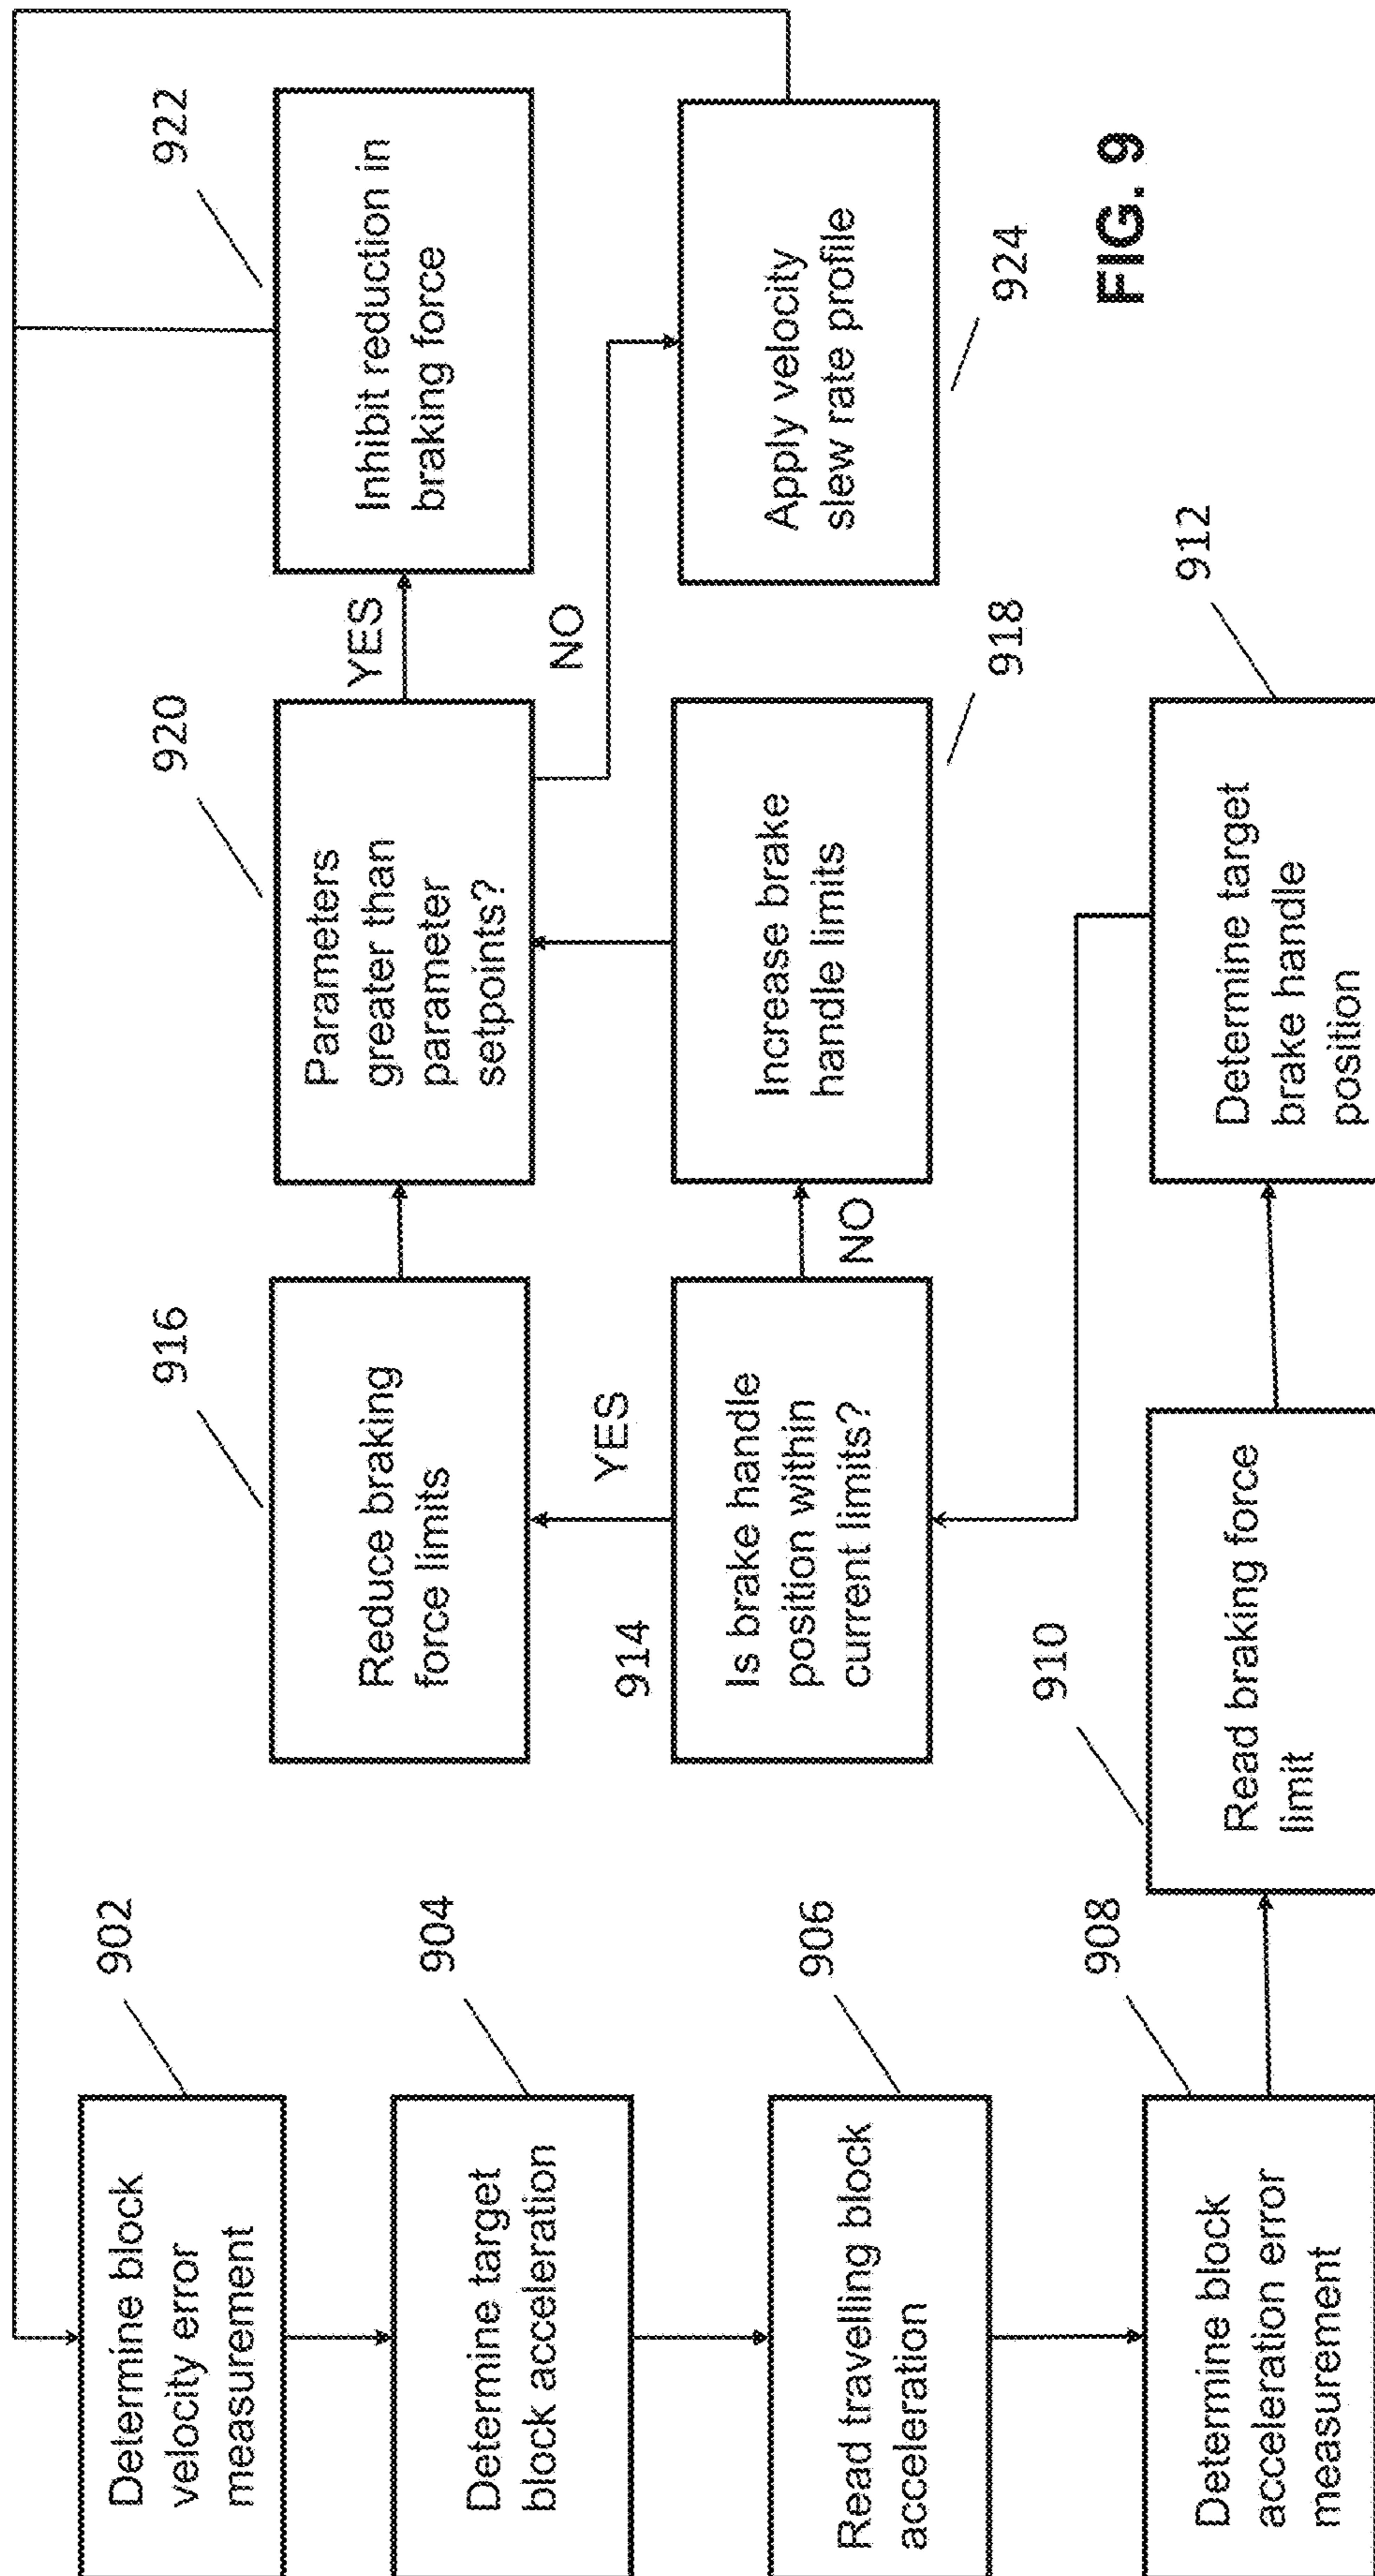 902
Determine block
velocity error
measurement
904
Determine target
block acceleration
906
Read travelling block
acceleration
908
Determine block
acceleration error
measurement
910
Read braking force
limit
912
Determine target
brake handle
position
914
Is brake handle
position within
current limits?
YES
NO
916
Reduce braking
force limits
918
Increase brake
handle limits
920
Parameters
greater than
parameter
setpoints?
YES
NO
922
Inhibit reduction in
braking force
924
Apply velocity
slew rate profile
FIG. 9